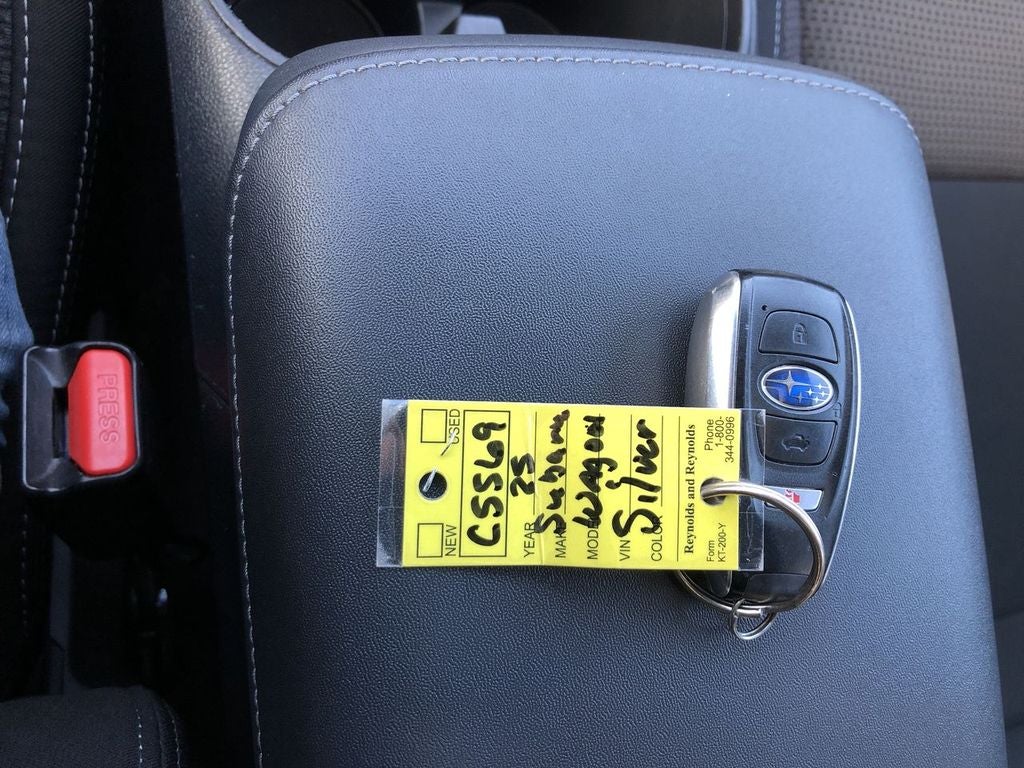 NEW USED
CSS569
YEAR 25
MAKE Subaru
MODEL Wagon
VIN
COLOR Silver
Reynolds and Reynolds
Form
KT-200-Y
Phone
1-800-
344-0996
PRESS